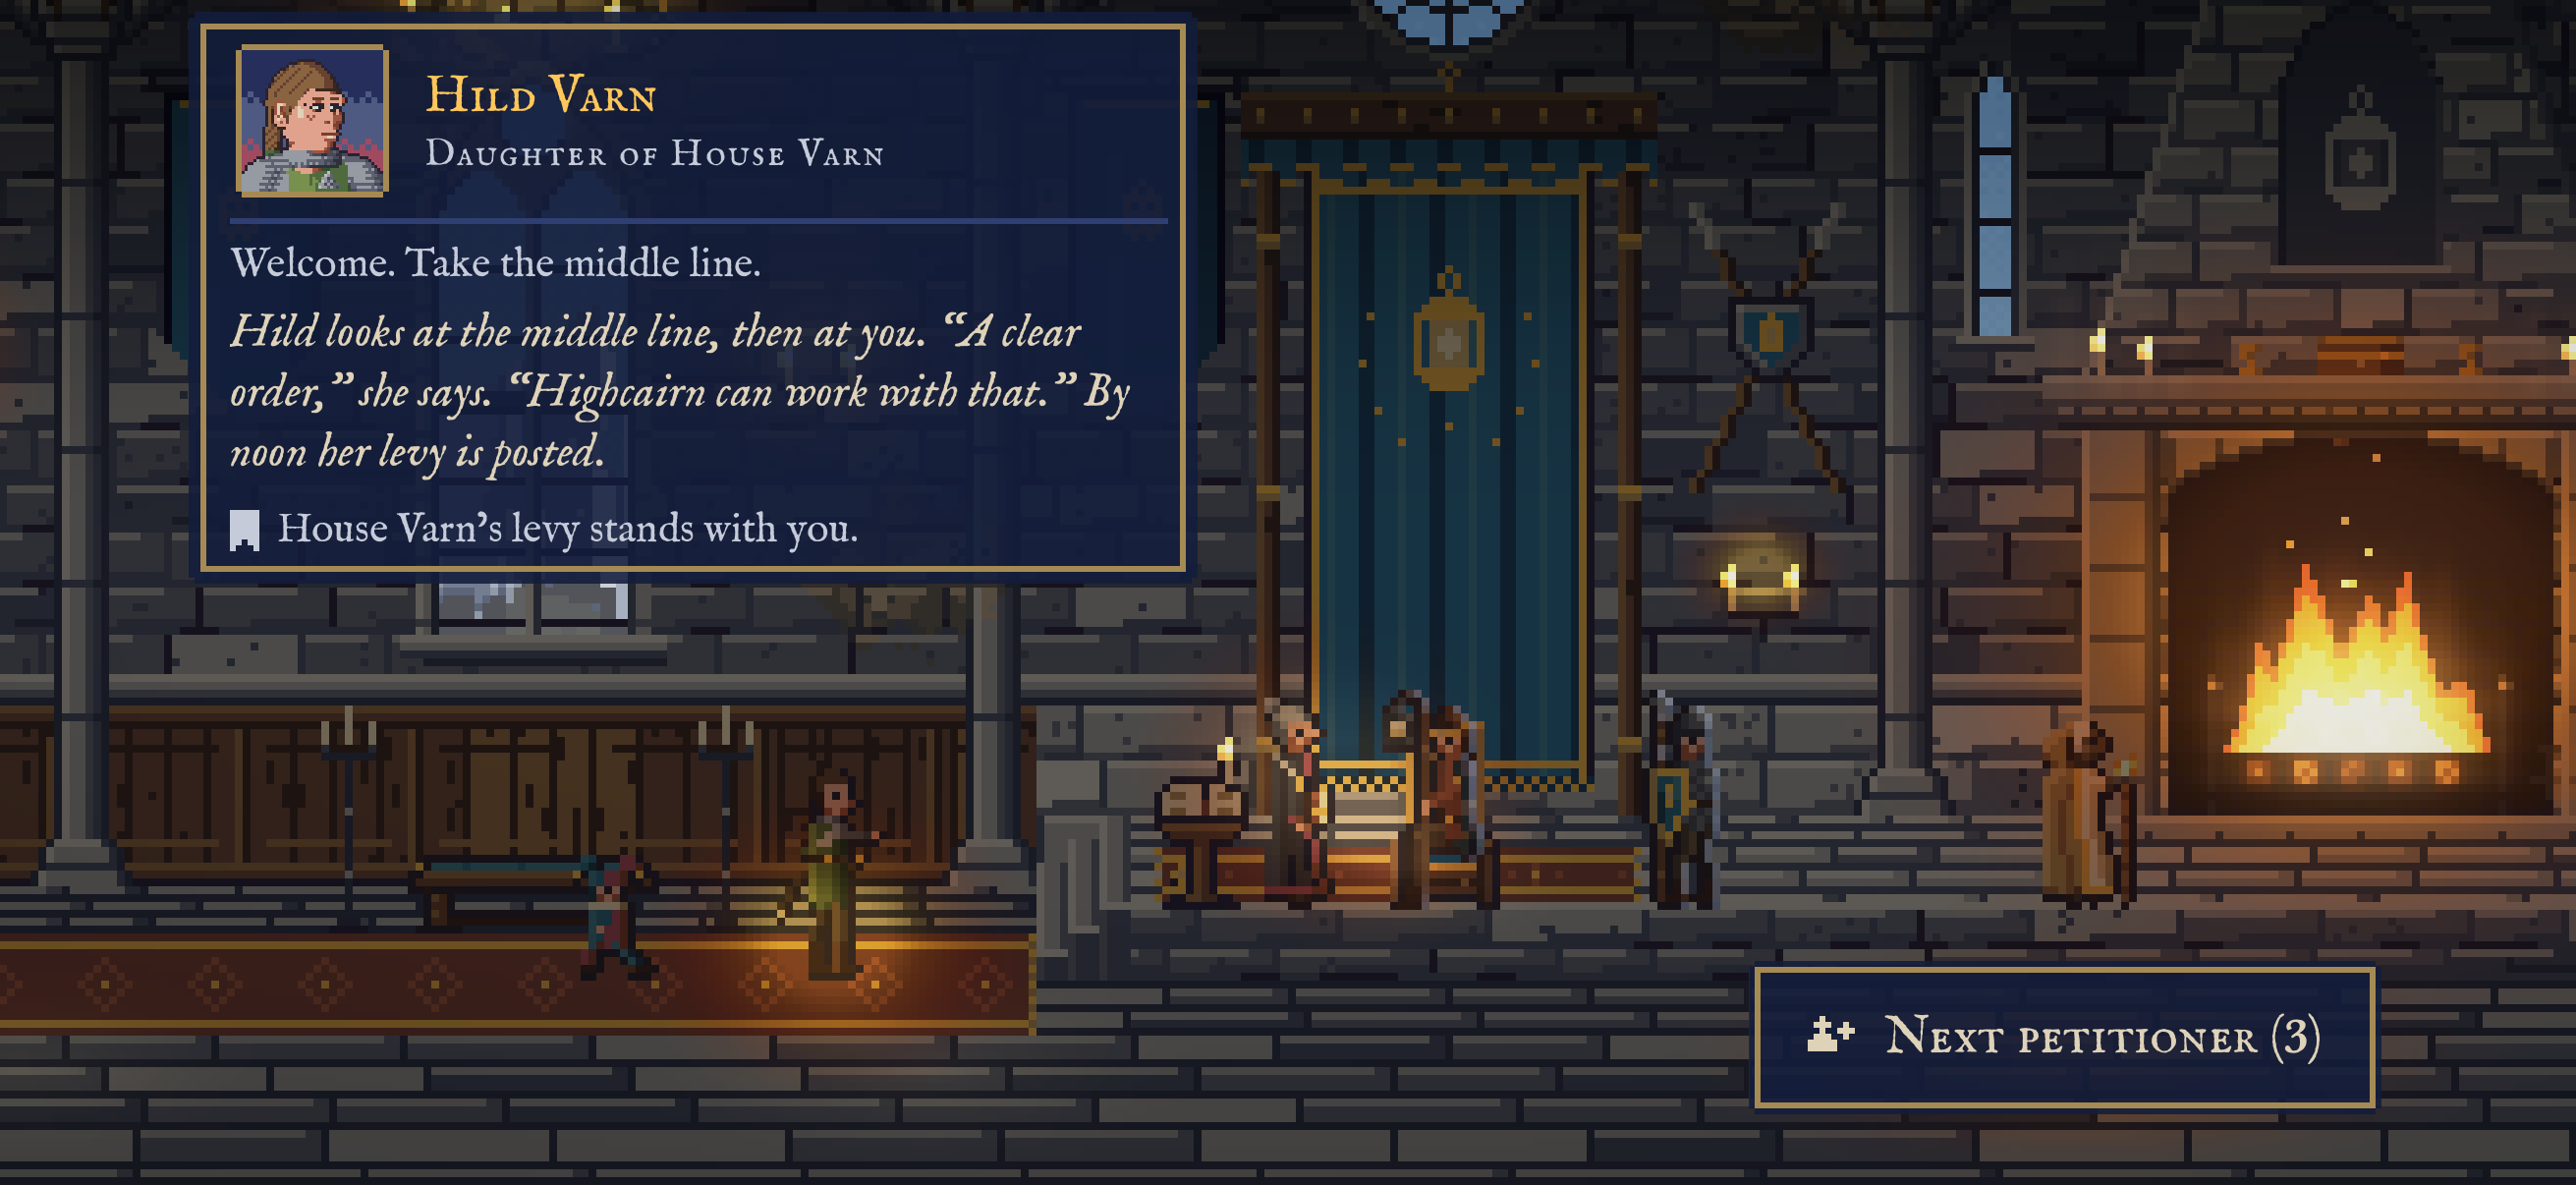 Hild Varn
Daughter of House Varn
Welcome. Take the middle line.
Hild looks at the middle line, then at you. “A clear
order,” she says. “Highcairn can work with that.” By
noon her levy is posted.
House Varn’s levy stands with you.
Next petitioner (3)